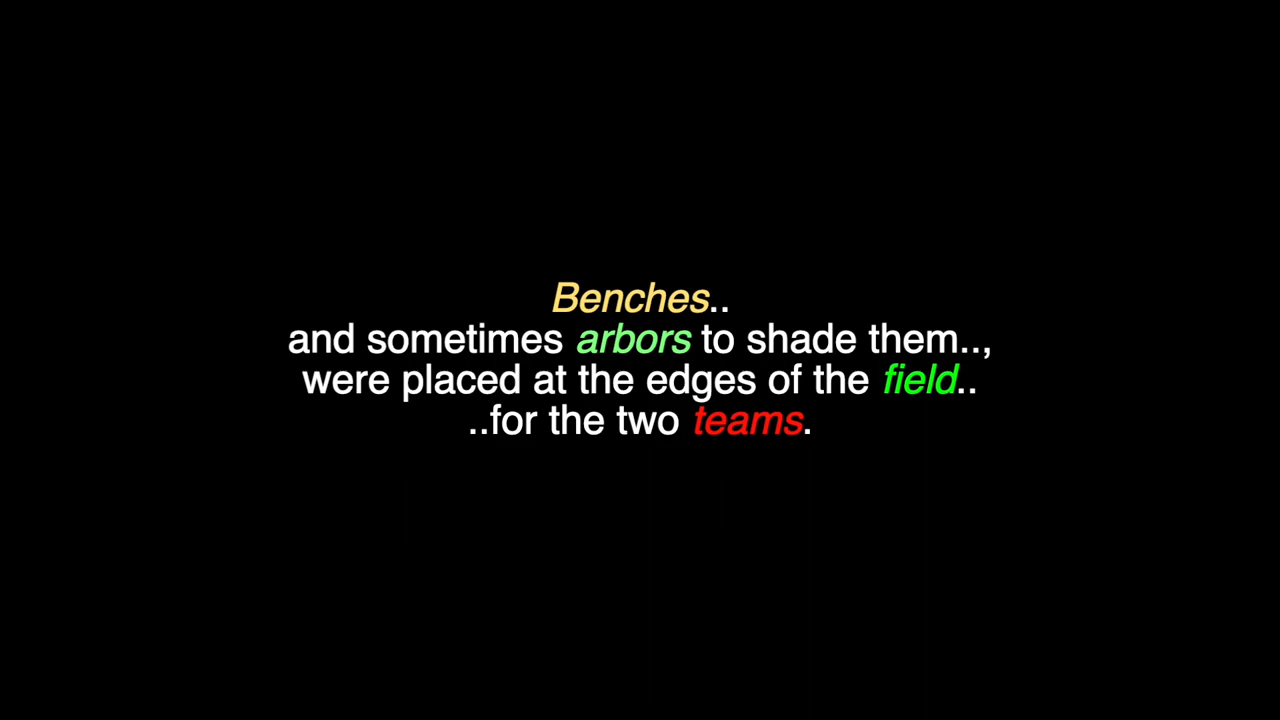 Benches..
and sometimes arbors to shade them..,
were placed at the edges of the field..
..for the two teams.